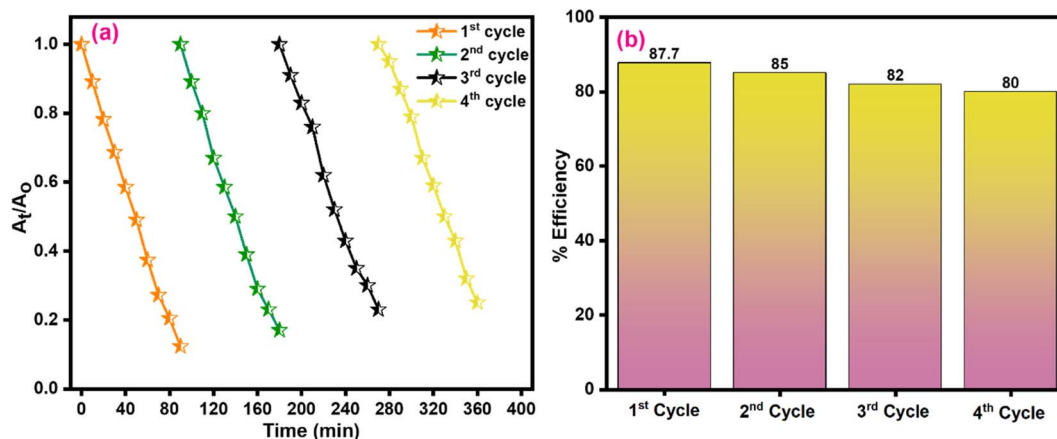 (a)
1st cycle
2nd cycle
3rd cycle
4th cycle
1.0
0.8
0.6
0.4
0.2
0.0
At/Ao
0 40 80 120 160 200 240 280 320 360 400
Time (min)
(b)
100
80
60
40
20
0
% Efficiency
87.7
85
82
80
1st Cycle 2nd Cycle 3rd Cycle 4th Cycle